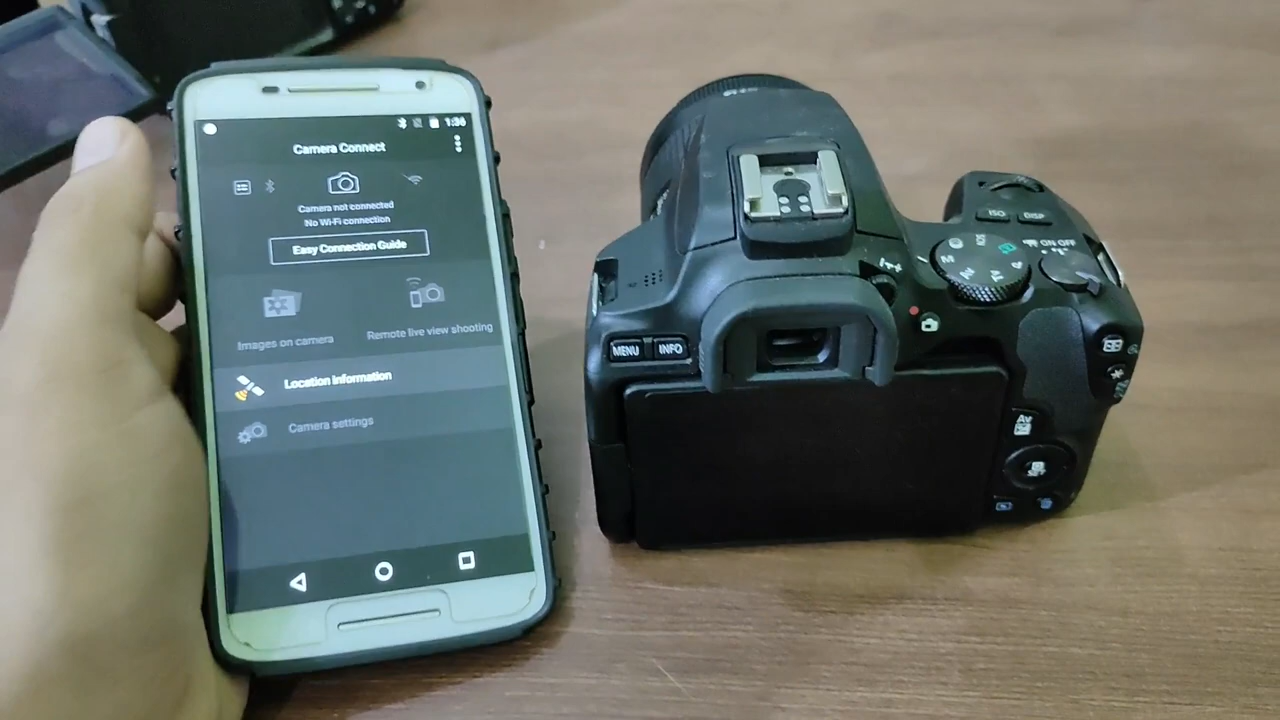 1:36
Camera Connect
Camera not connected
No Wi-Fi connection
Easy Connection Guide
Images on camera
Remote live view shooting
Location information
Camera settings
ISO
DISP
ON OFF
MENU
INFO
Av